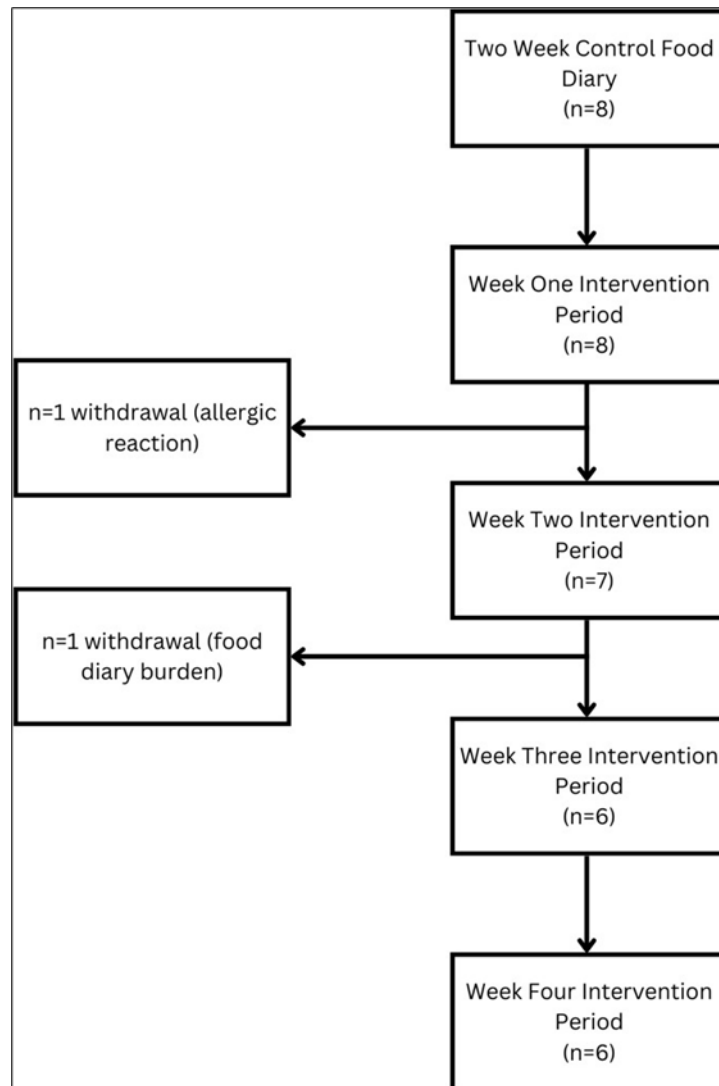 Two Week Control Food
Diary
(n=8)
Week One Intervention
Period
(n=8)
n=1 withdrawal (allergic
reaction)
Week Two Intervention
Period
(n=7)
n=1 withdrawal (food
diary burden)
Week Three Intervention
Period
(n=6)
Week Four Intervention
Period
(n=6)